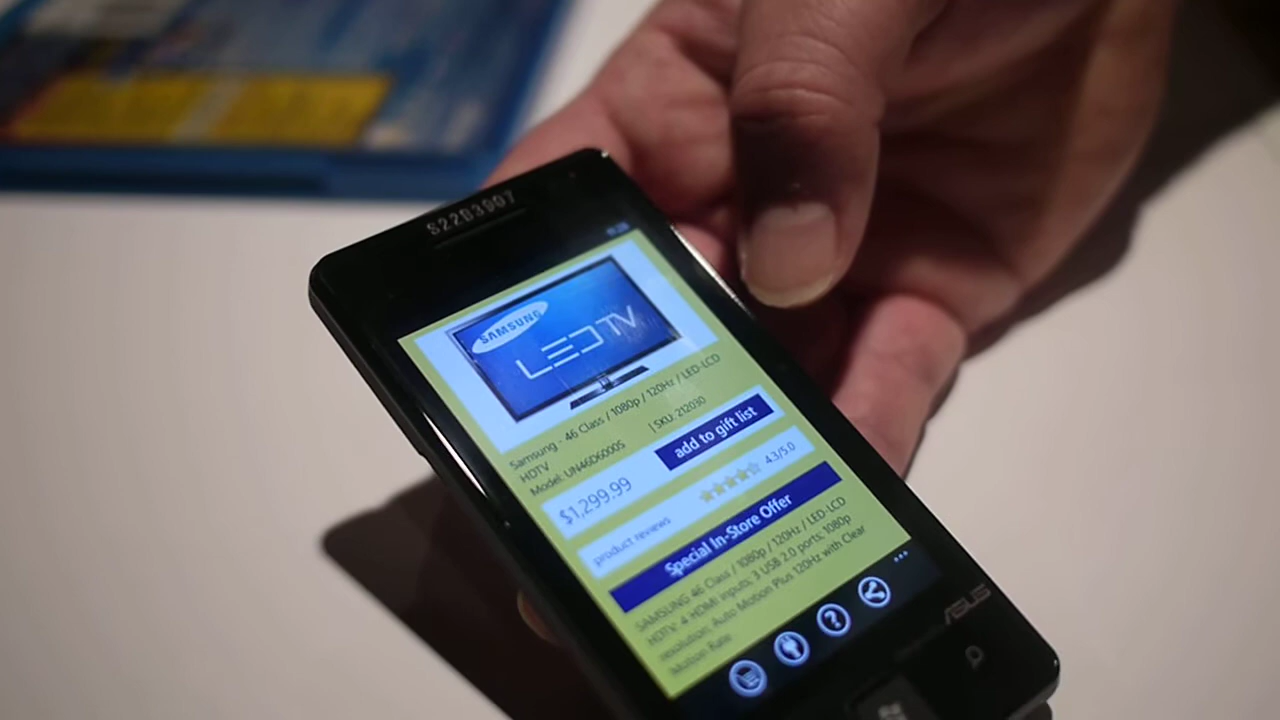 S22B3907
SAMSUNG
LED TV
Samsung - 46 Class / 1080p / 120Hz / LED-LCD
HDTV
Model: UN46D6000S | SKU: 212030
$1,299.99
add to gift list
product reviews 4.3/5.0
Special In-Store Offer
SAMSUNG 46 Class / 1080p / 120Hz / LED-LCD
HDTV: 4 HDMI inputs; 3 USB 2.0 ports; 1080p
resolution; Auto Motion Plus 120Hz with Clear
Motion Rate
ASUS